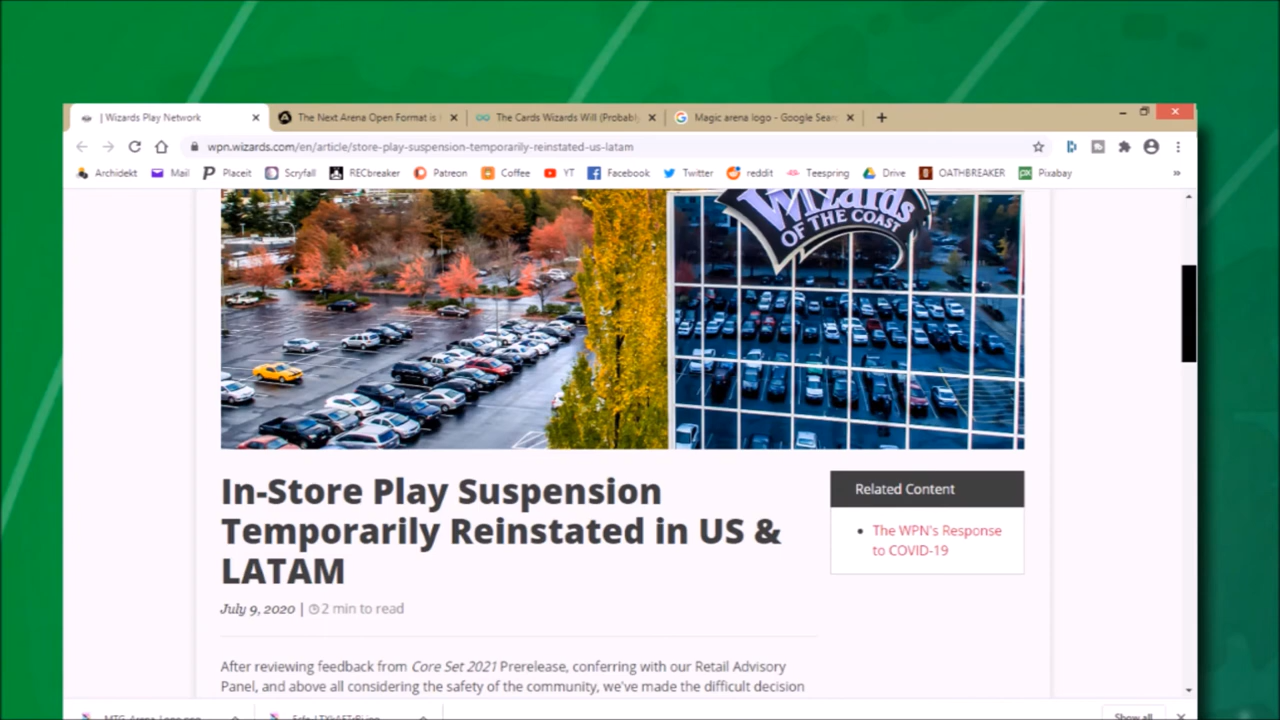 | Wizards Play Network
The Next Arena Open Format is
The Cards Wizards Will (Probably
Magic arena logo - Google Sear
wpn.wizards.com/en/article/store-play-suspension-temporarily-reinstated-us-latam
Archidekt
Mail
Placeit
Scryfall
RECbreaker
Patreon
Coffee
YT
Facebook
Twitter
reddit
Teespring
Drive
OATHBREAKER
Pixabay
Wizards
OF THE COAST
In-Store Play Suspension
Temporarily Reinstated in US &
LATAM
July 9, 2020 | 2 min to read
Related Content
The WPN's Response
to COVID-19
After reviewing feedback from Core Set 2021 Prerelease, conferring with our Retail Advisory
Panel, and above all considering the safety of the community, we've made the difficult decision
Show all